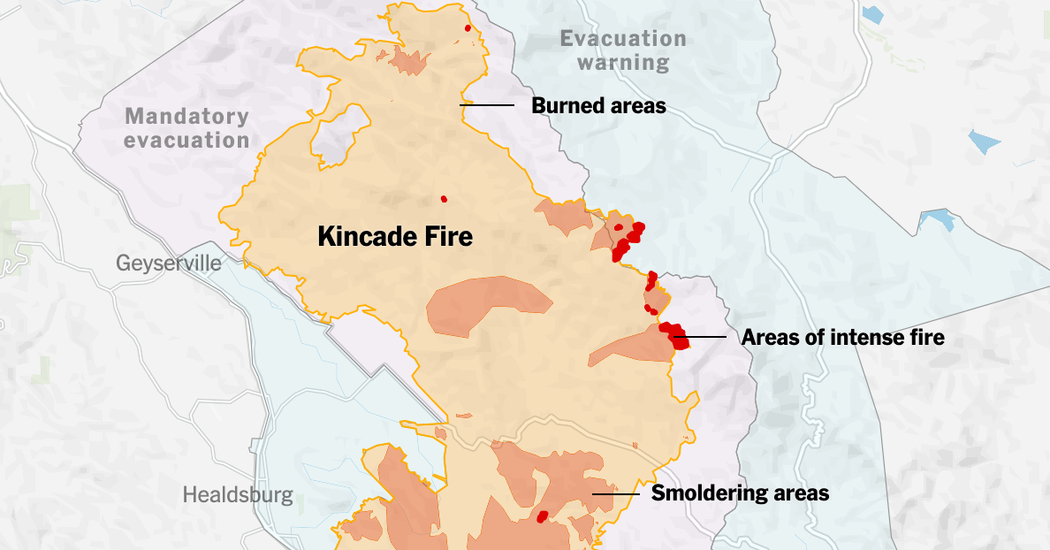 Evacuation
warning
Burned areas
Mandatory
evacuation
Kincade Fire
Geyserville
Areas of intense fire
Smoldering areas
Healdsburg